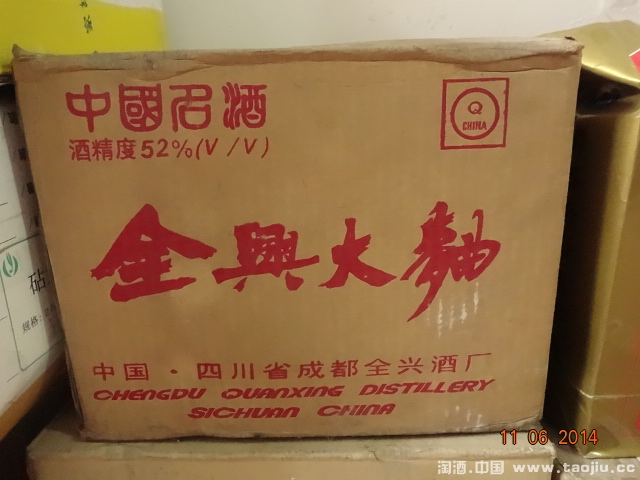 中國名酒
Q
CHINA
酒精度52%(V/V)
全興大麯
中国·四川省成都全兴酒厂
CHENGDU QUANXING DISTILLERY
SICHUAN CHINA
11 06 2014
淘酒.中国 www.taojiu.cc